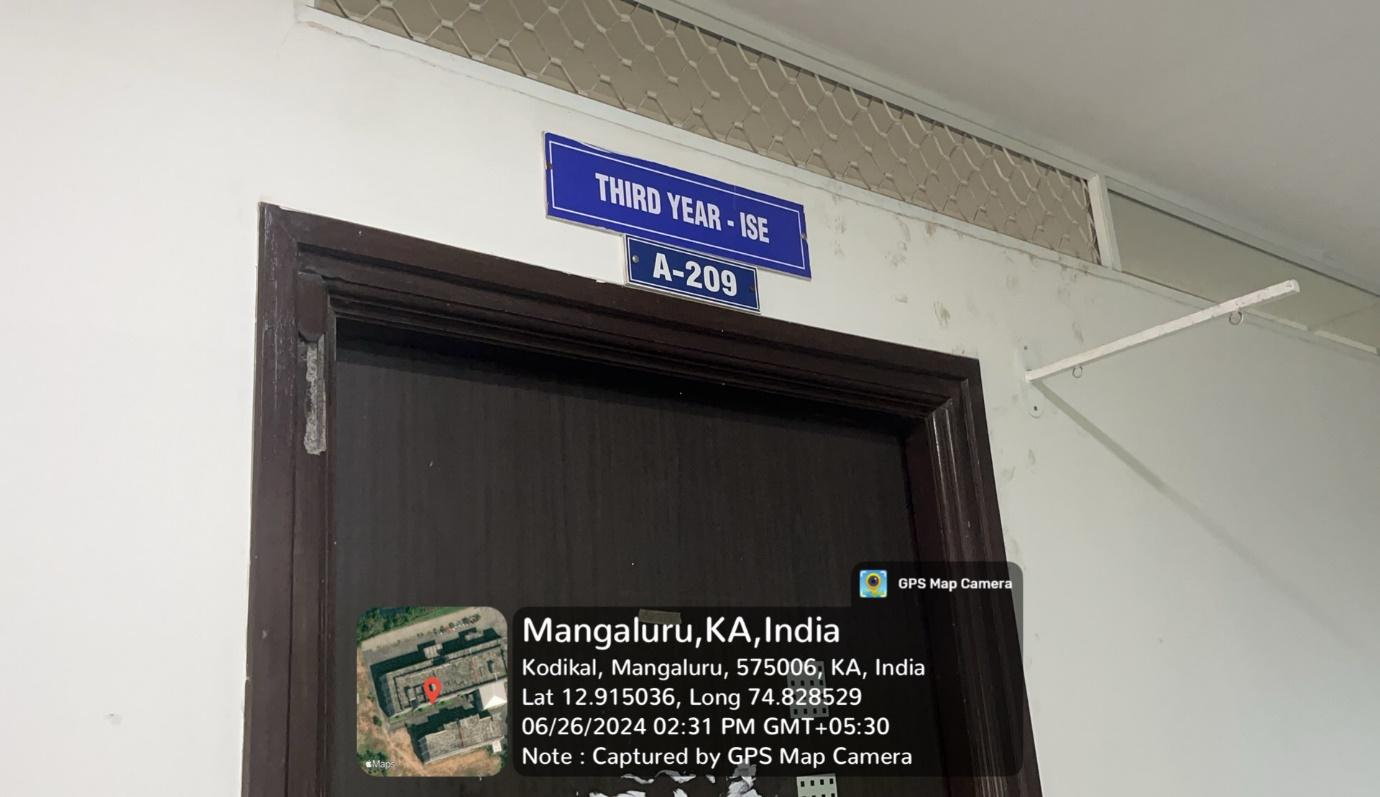 THIRD YEAR - ISE
A-209
GPS Map Camera
Mangaluru,KA,India
Kodikal, Mangaluru, 575006, KA, India
Lat 12.915036, Long 74.828529
06/26/2024 02:31 PM GMT+05:30
Note : Captured by GPS Map Camera
Maps